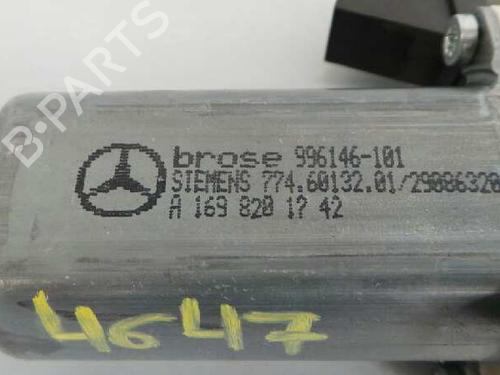 B-PARTS
brose 996146-101
SIEMENS 774.60132.01/29086320
A 169 820 17 42
4647